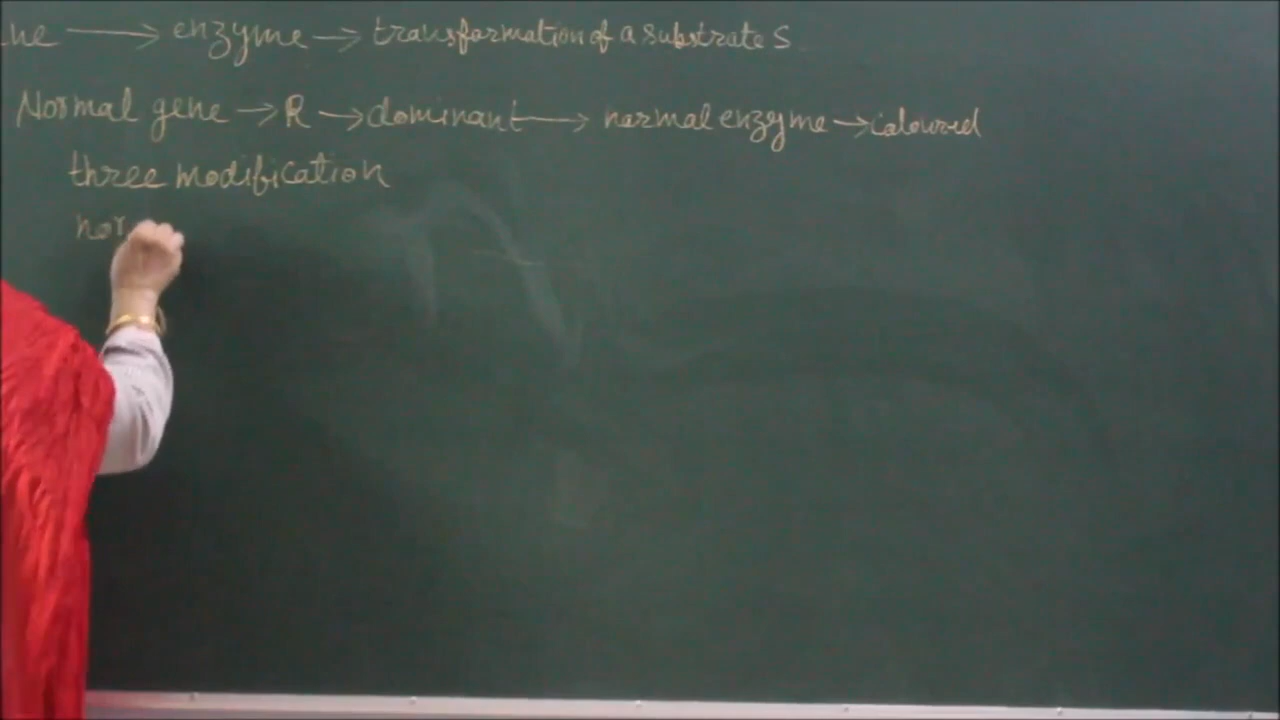 ne → enzyme → transformation of a substrate S
Normal gene → R → dominant → normal enzyme → coloured
three modification
nor